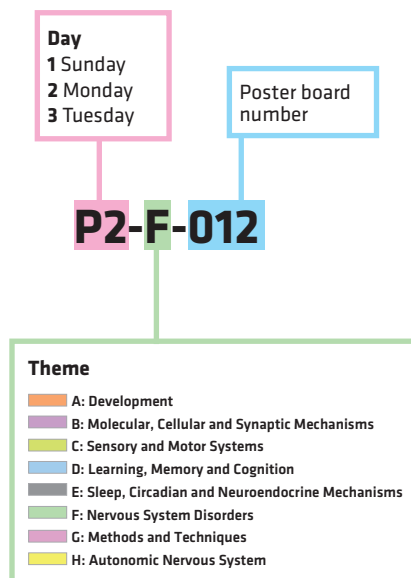 Day
1 Sunday
2 Monday
3 Tuesday
Poster board
number
P2-F-012
Theme
A: Development
B: Molecular, Cellular and Synaptic Mechanisms
C: Sensory and Motor Systems
D: Learning, Memory and Cognition
E: Sleep, Circadian and Neuroendocrine Mechanisms
F: Nervous System Disorders
G: Methods and Techniques
H: Autonomic Nervous System